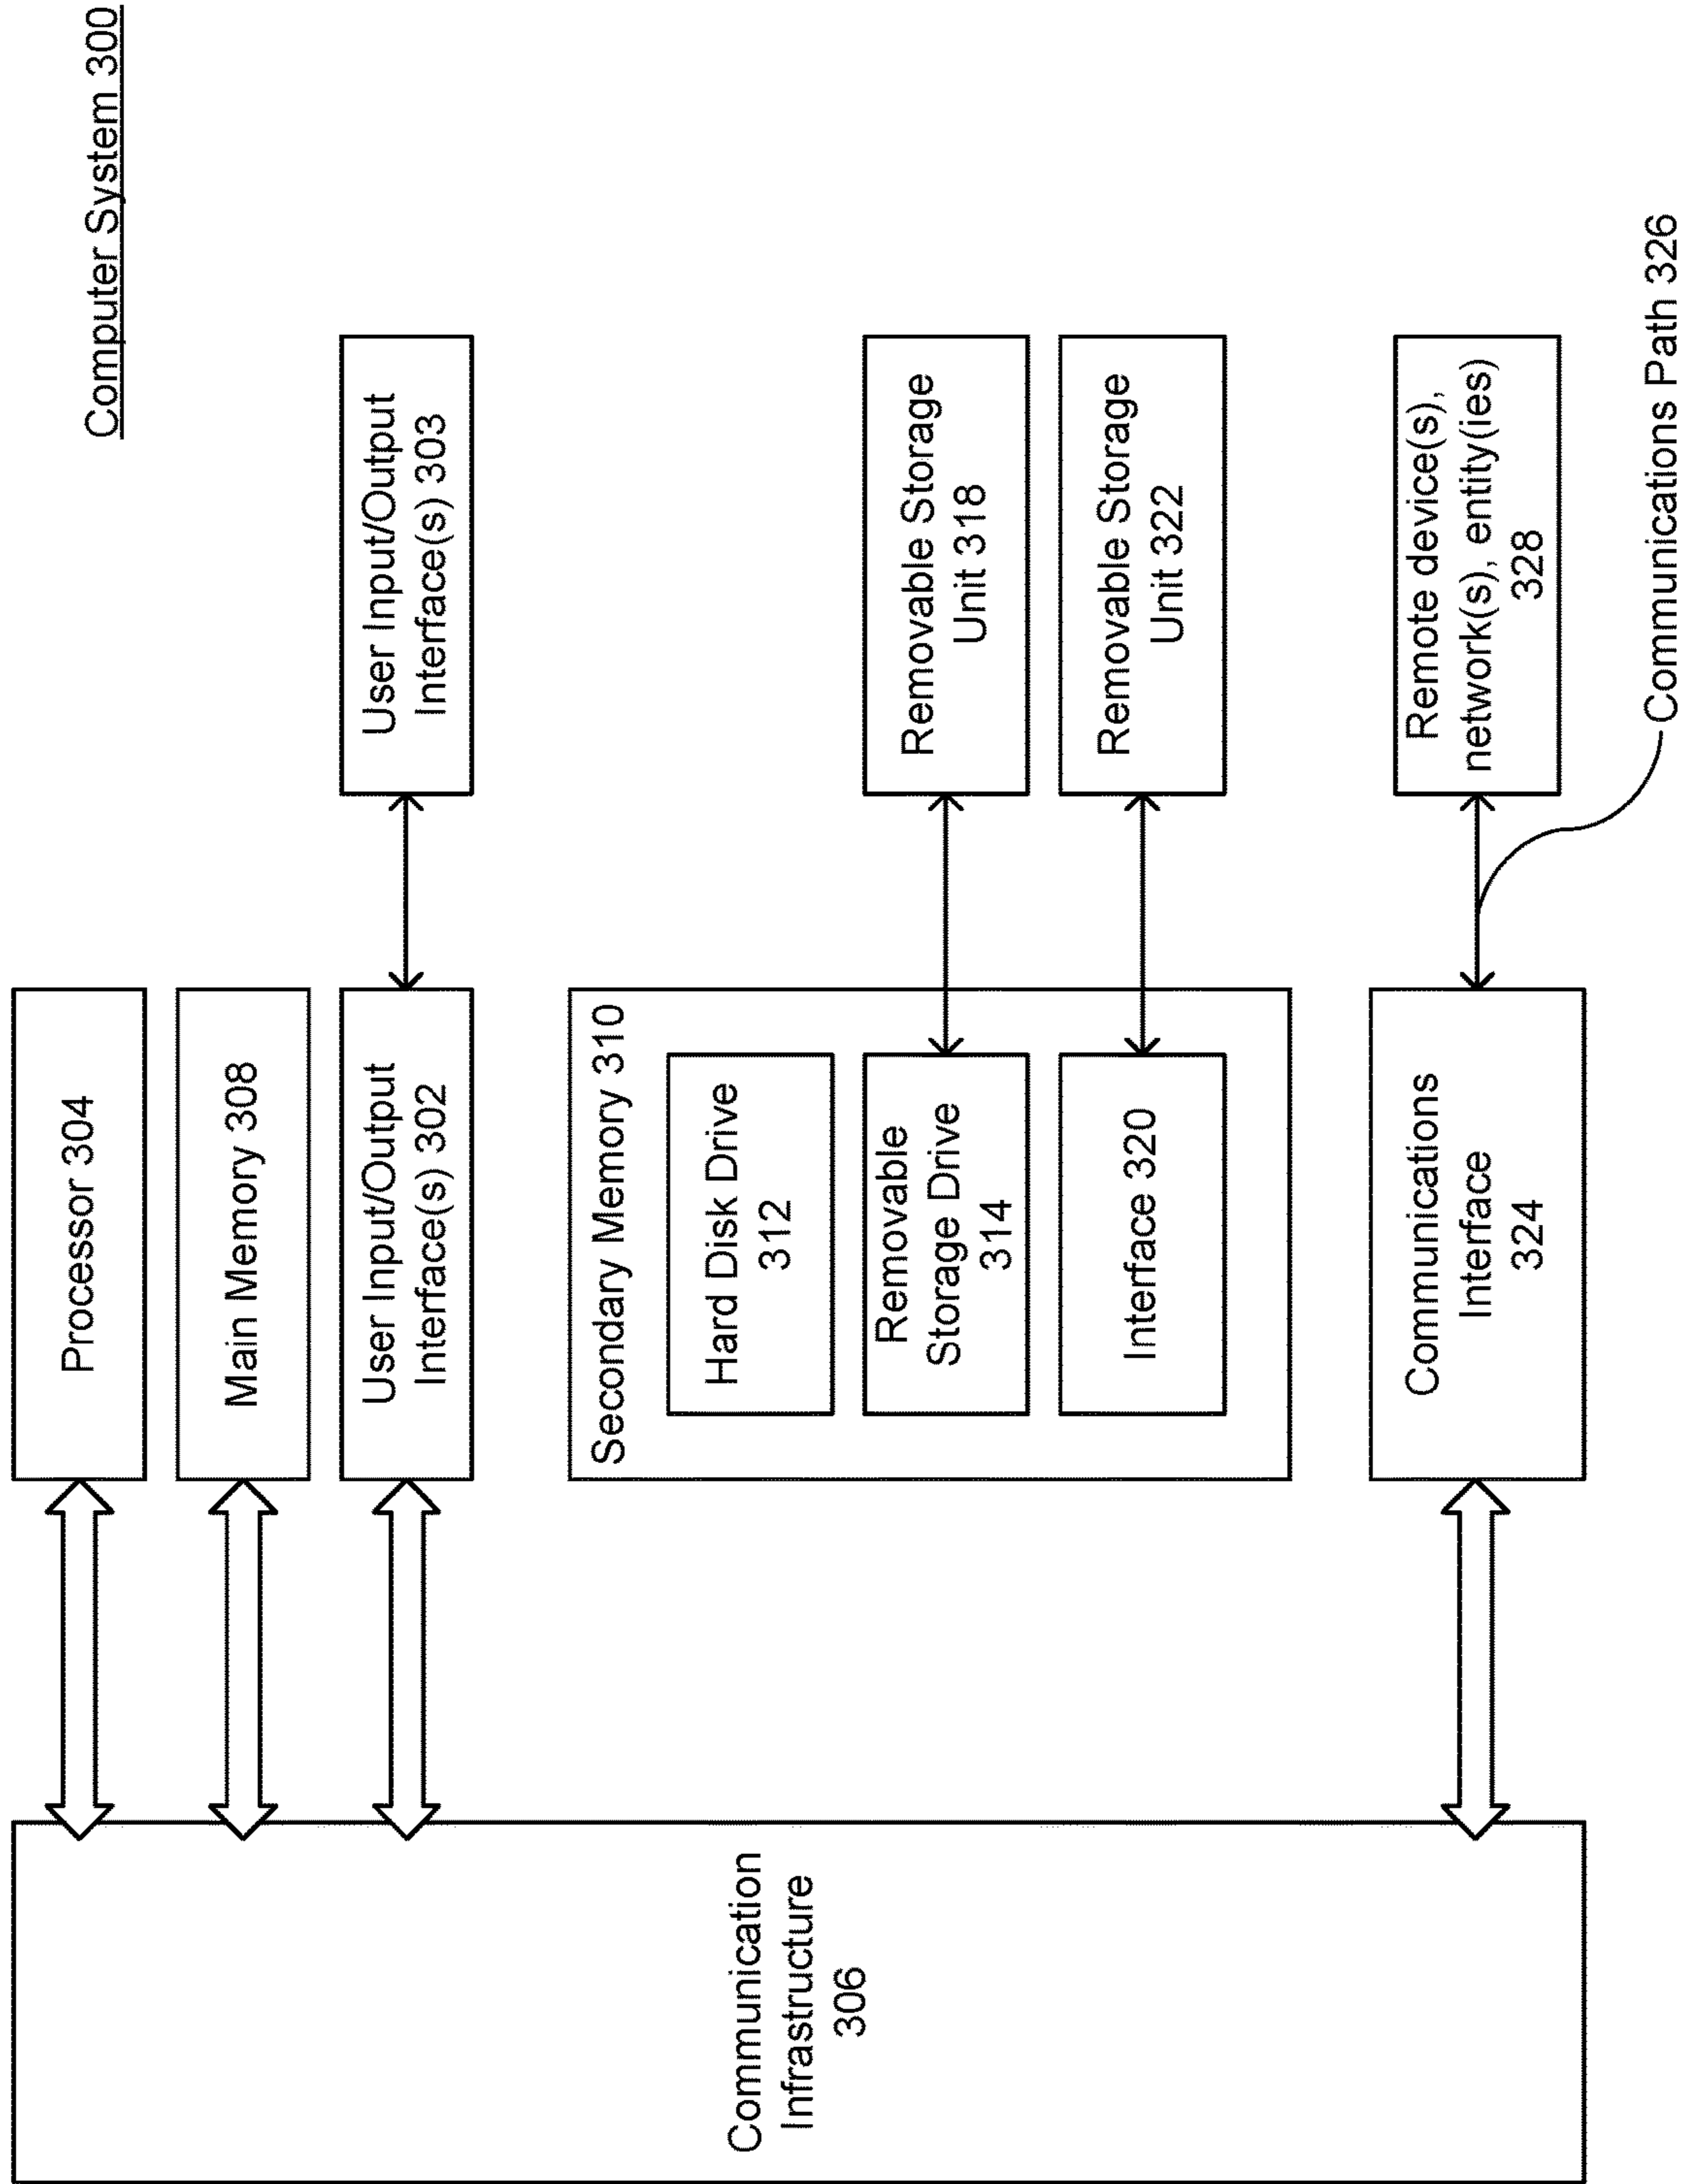 Computer System 300
Processor 304
Main Memory 308
User Input/Output
Interface(s) 302
User Input/Output
Interface(s) 303
Communication
Infrastructure
306
Secondary Memory 310
Hard Disk Drive
312
Removable
Storage Drive
314
Interface 320
Removable Storage
Unit 318
Removable Storage
Unit 322
Communications
Interface
324
Remote device(s),
network(s), entity(ies)
328
Communications Path 326